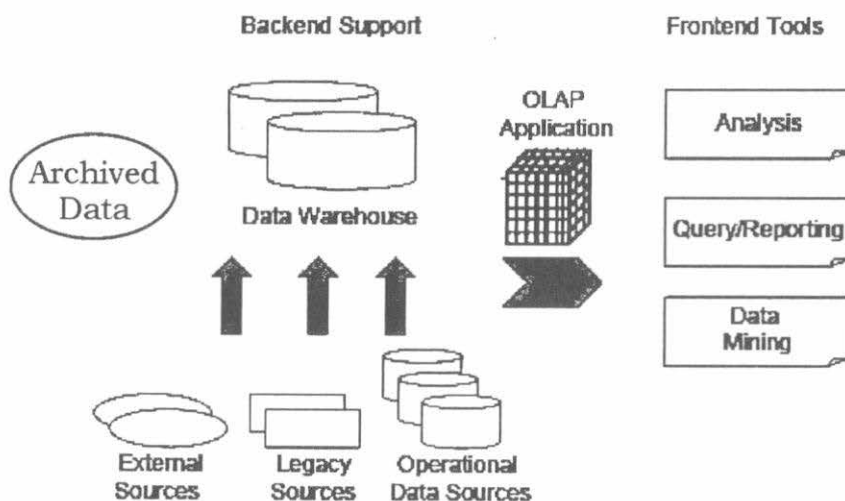 Backend Support
Frontend Tools
Archived
Data
Data Warehouse
OLAP
Application
Analysis
Query/Reporting
Data
Mining
External
Sources
Legacy
Sources
Operational
Data Sources